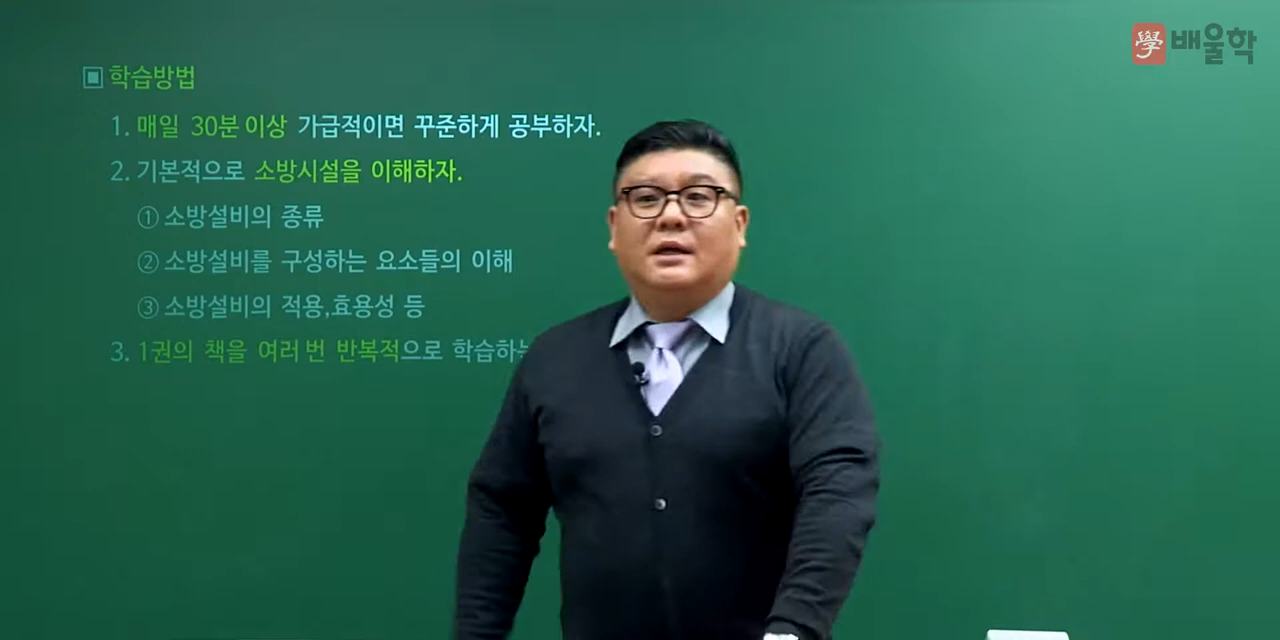 學 배울학
▣ 학습방법
1. 매일 30분 이상 가급적이면 꾸준하게 공부하자.
2. 기본적으로 소방시설을 이해하자.
① 소방설비의 종류
② 소방설비를 구성하는 요소들의 이해
③ 소방설비의 적용,효용성 등
3. 1권의 책을 여러 번 반복적으로 학습하는